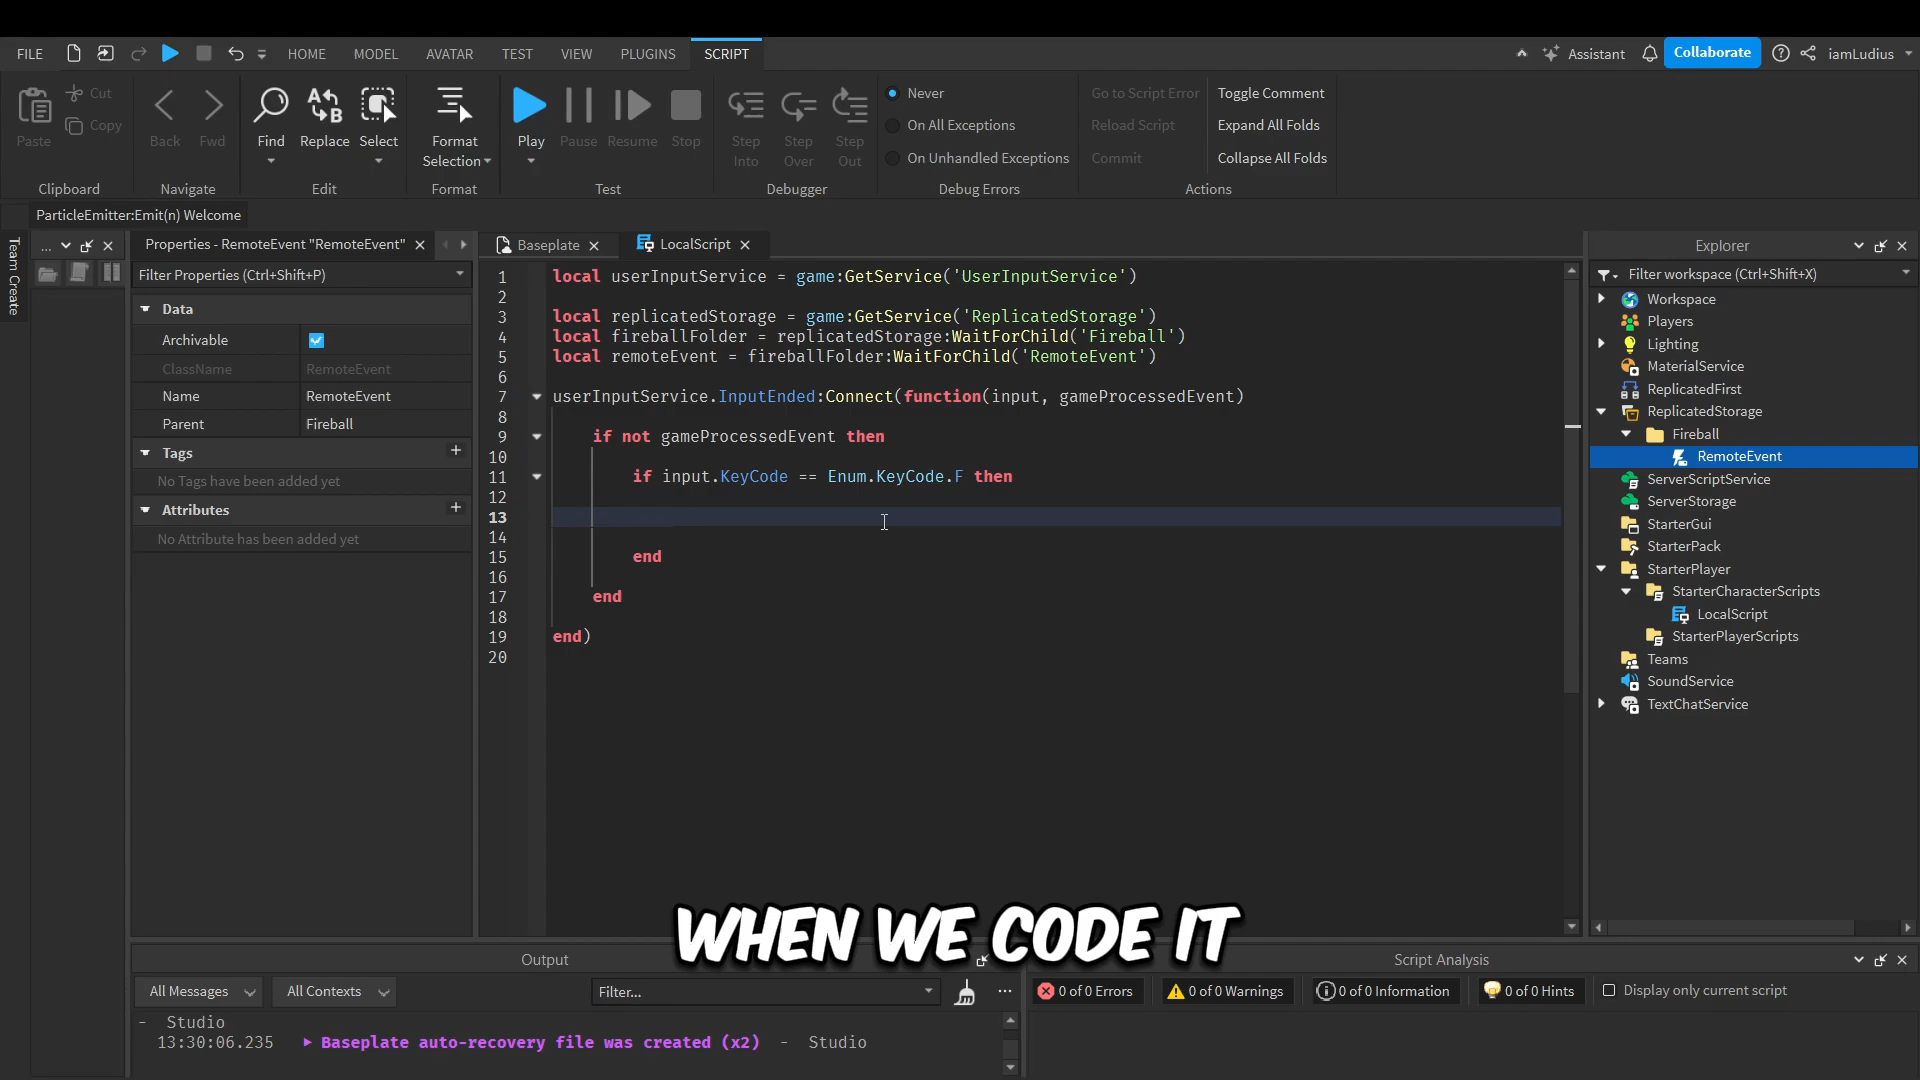 FILE HOME MODEL AVATAR TEST VIEW PLUGINS SCRIPT Assistant Collaborate iamLudius
Paste Cut Copy Back Fwd Find Replace Select Format Selection Play Pause Resume Stop Step Into Step Over Step Out
Never Go to Script Error Toggle Comment
On All Exceptions Reload Script Expand All Folds
On Unhandled Exceptions Commit Collapse All Folds
Clipboard Navigate Edit Format Test Debugger Debug Errors Actions
ParticleEmitter:Emit(n) Welcome
Team Create
...
Properties - RemoteEvent "RemoteEvent"
Filter Properties (Ctrl+Shift+P)
Data
Archivable
ClassName RemoteEvent
Name RemoteEvent
Parent Fireball
Tags +
No Tags have been added yet
Attributes +
No Attribute has been added yet
Baseplate LocalScript
1 local userInputService = game:GetService('UserInputService')
2
3 local replicatedStorage = game:GetService('ReplicatedStorage')
4 local fireballFolder = replicatedStorage:WaitForChild('Fireball')
5 local remoteEvent = fireballFolder:WaitForChild('RemoteEvent')
6
7 userInputService.InputEnded:Connect(function(input, gameProcessedEvent)
8
9 if not gameProcessedEvent then
10
11 if input.KeyCode == Enum.KeyCode.F then
12
13
14
15 end
16
17 end
18
19 end)
20
Explorer
Filter workspace (Ctrl+Shift+X)
Workspace
Players
Lighting
MaterialService
ReplicatedFirst
ReplicatedStorage
Fireball
RemoteEvent
ServerScriptService
ServerStorage
StarterGui
StarterPack
StarterPlayer
StarterCharacterScripts
LocalScript
StarterPlayerScripts
Teams
SoundService
TextChatService
WHEN WE CODE IT
Output
All Messages All Contexts Filter... ...
- Studio
13:30:06.235 Baseplate auto-recovery file was created (x2) - Studio
Script Analysis
0 of 0 Errors 0 of 0 Warnings 0 of 0 Information 0 of 0 Hints Display only current script